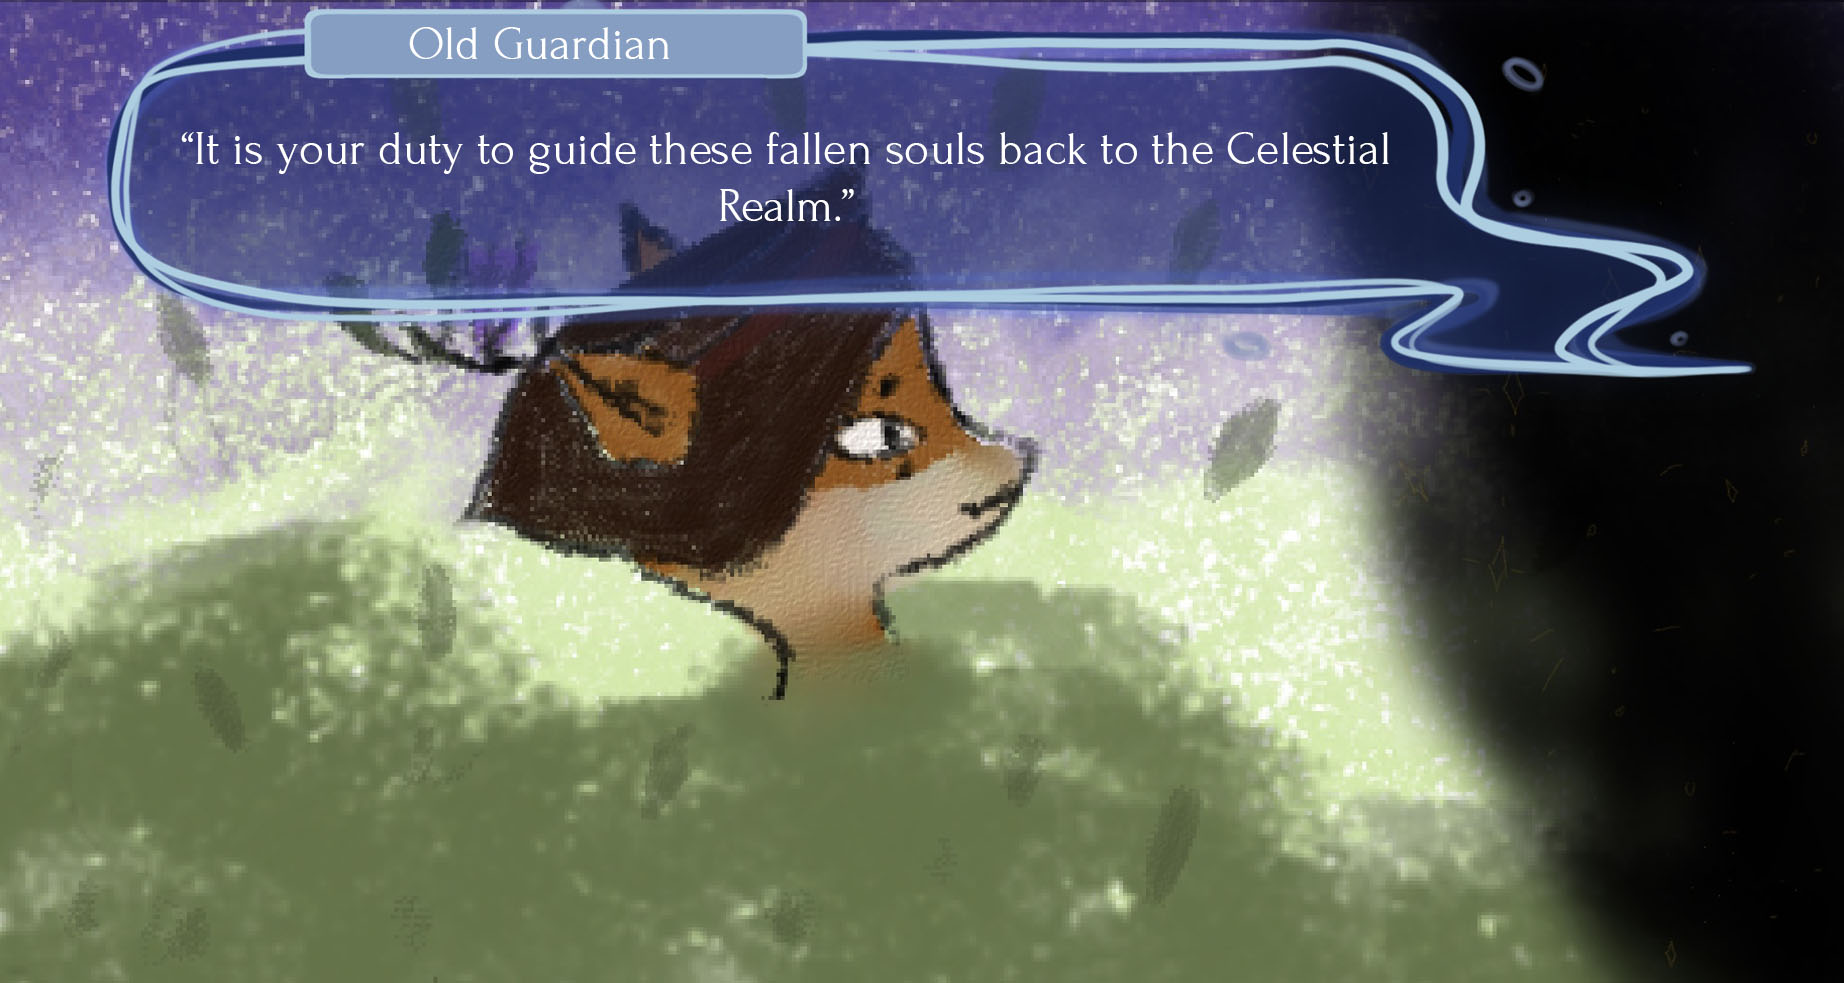 Old Guardian
“It is your duty to guide these fallen souls back to the Celestial
Realm.”